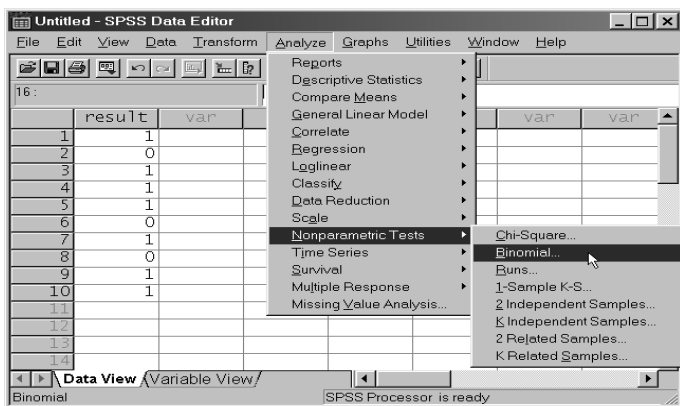 Untitled - SPSS Data Editor
File Edit View Data Transform Analyze Graphs Utilities Window Help
16 :
result var var var
1 1
2 0
3 1
4 1
5 1
6 0
7 1
8 0
9 1
10 1
11
12
13
14
Reports
Descriptive Statistics
Compare Means
General Linear Model
Correlate
Regression
Loglinear
Classify
Data Reduction
Scale
Nonparametric Tests
Time Series
Survival
Multiple Response
Missing Value Analysis...
Chi-Square...
Binomial...
Runs...
1-Sample K-S...
2 Independent Samples...
K Independent Samples...
2 Related Samples...
K Related Samples...
Data View Variable View
Binomial SPSS Processor is ready